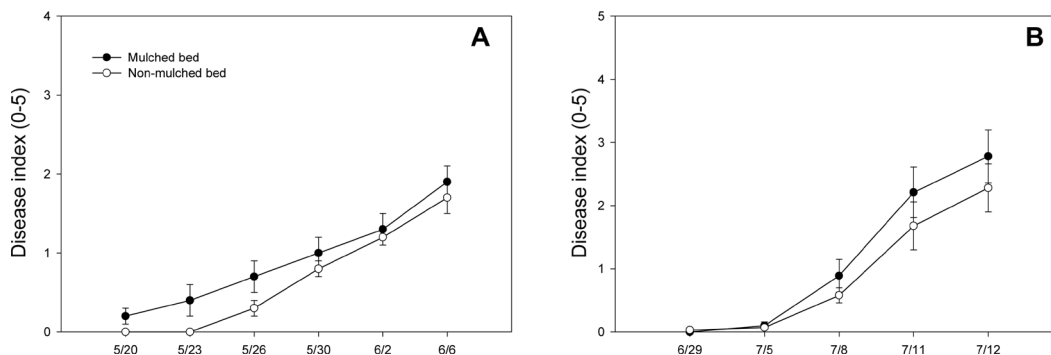 A
Disease index (0-5)
4
3
2
1
0
Mulched bed
Non-mulched bed
5/20 5/23 5/26 5/30 6/2 6/6
B
Disease index (0-5)
5
4
3
2
1
0
6/29 7/5 7/8 7/11 7/12